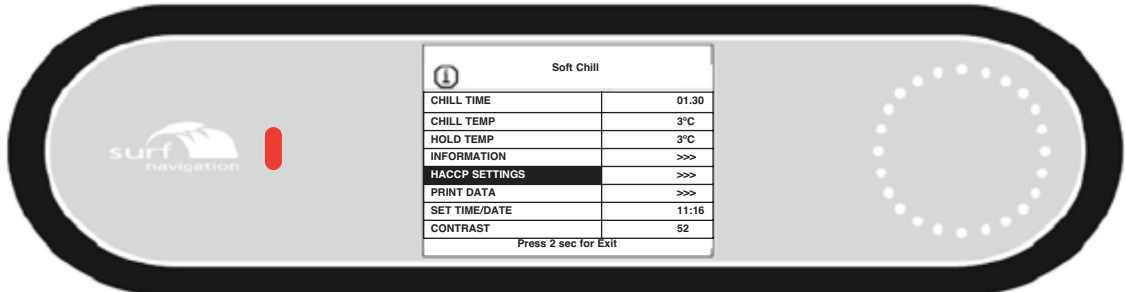 surf
navigation
Soft Chill
CHILL TIME 01.30
CHILL TEMP 3°C
HOLD TEMP 3°C
INFORMATION >>>
HACCP SETTINGS >>>
PRINT DATA >>>
SET TIME/DATE 11:16
CONTRAST 52
Press 2 sec for Exit